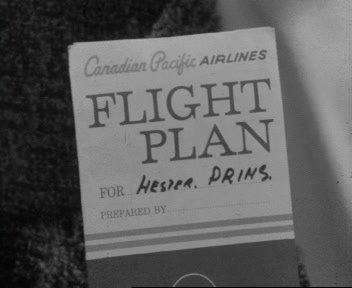 Canadian Pacific AIRLINES
FLIGHT
PLAN
FOR HESTER. PRINS.
PREPARED BY